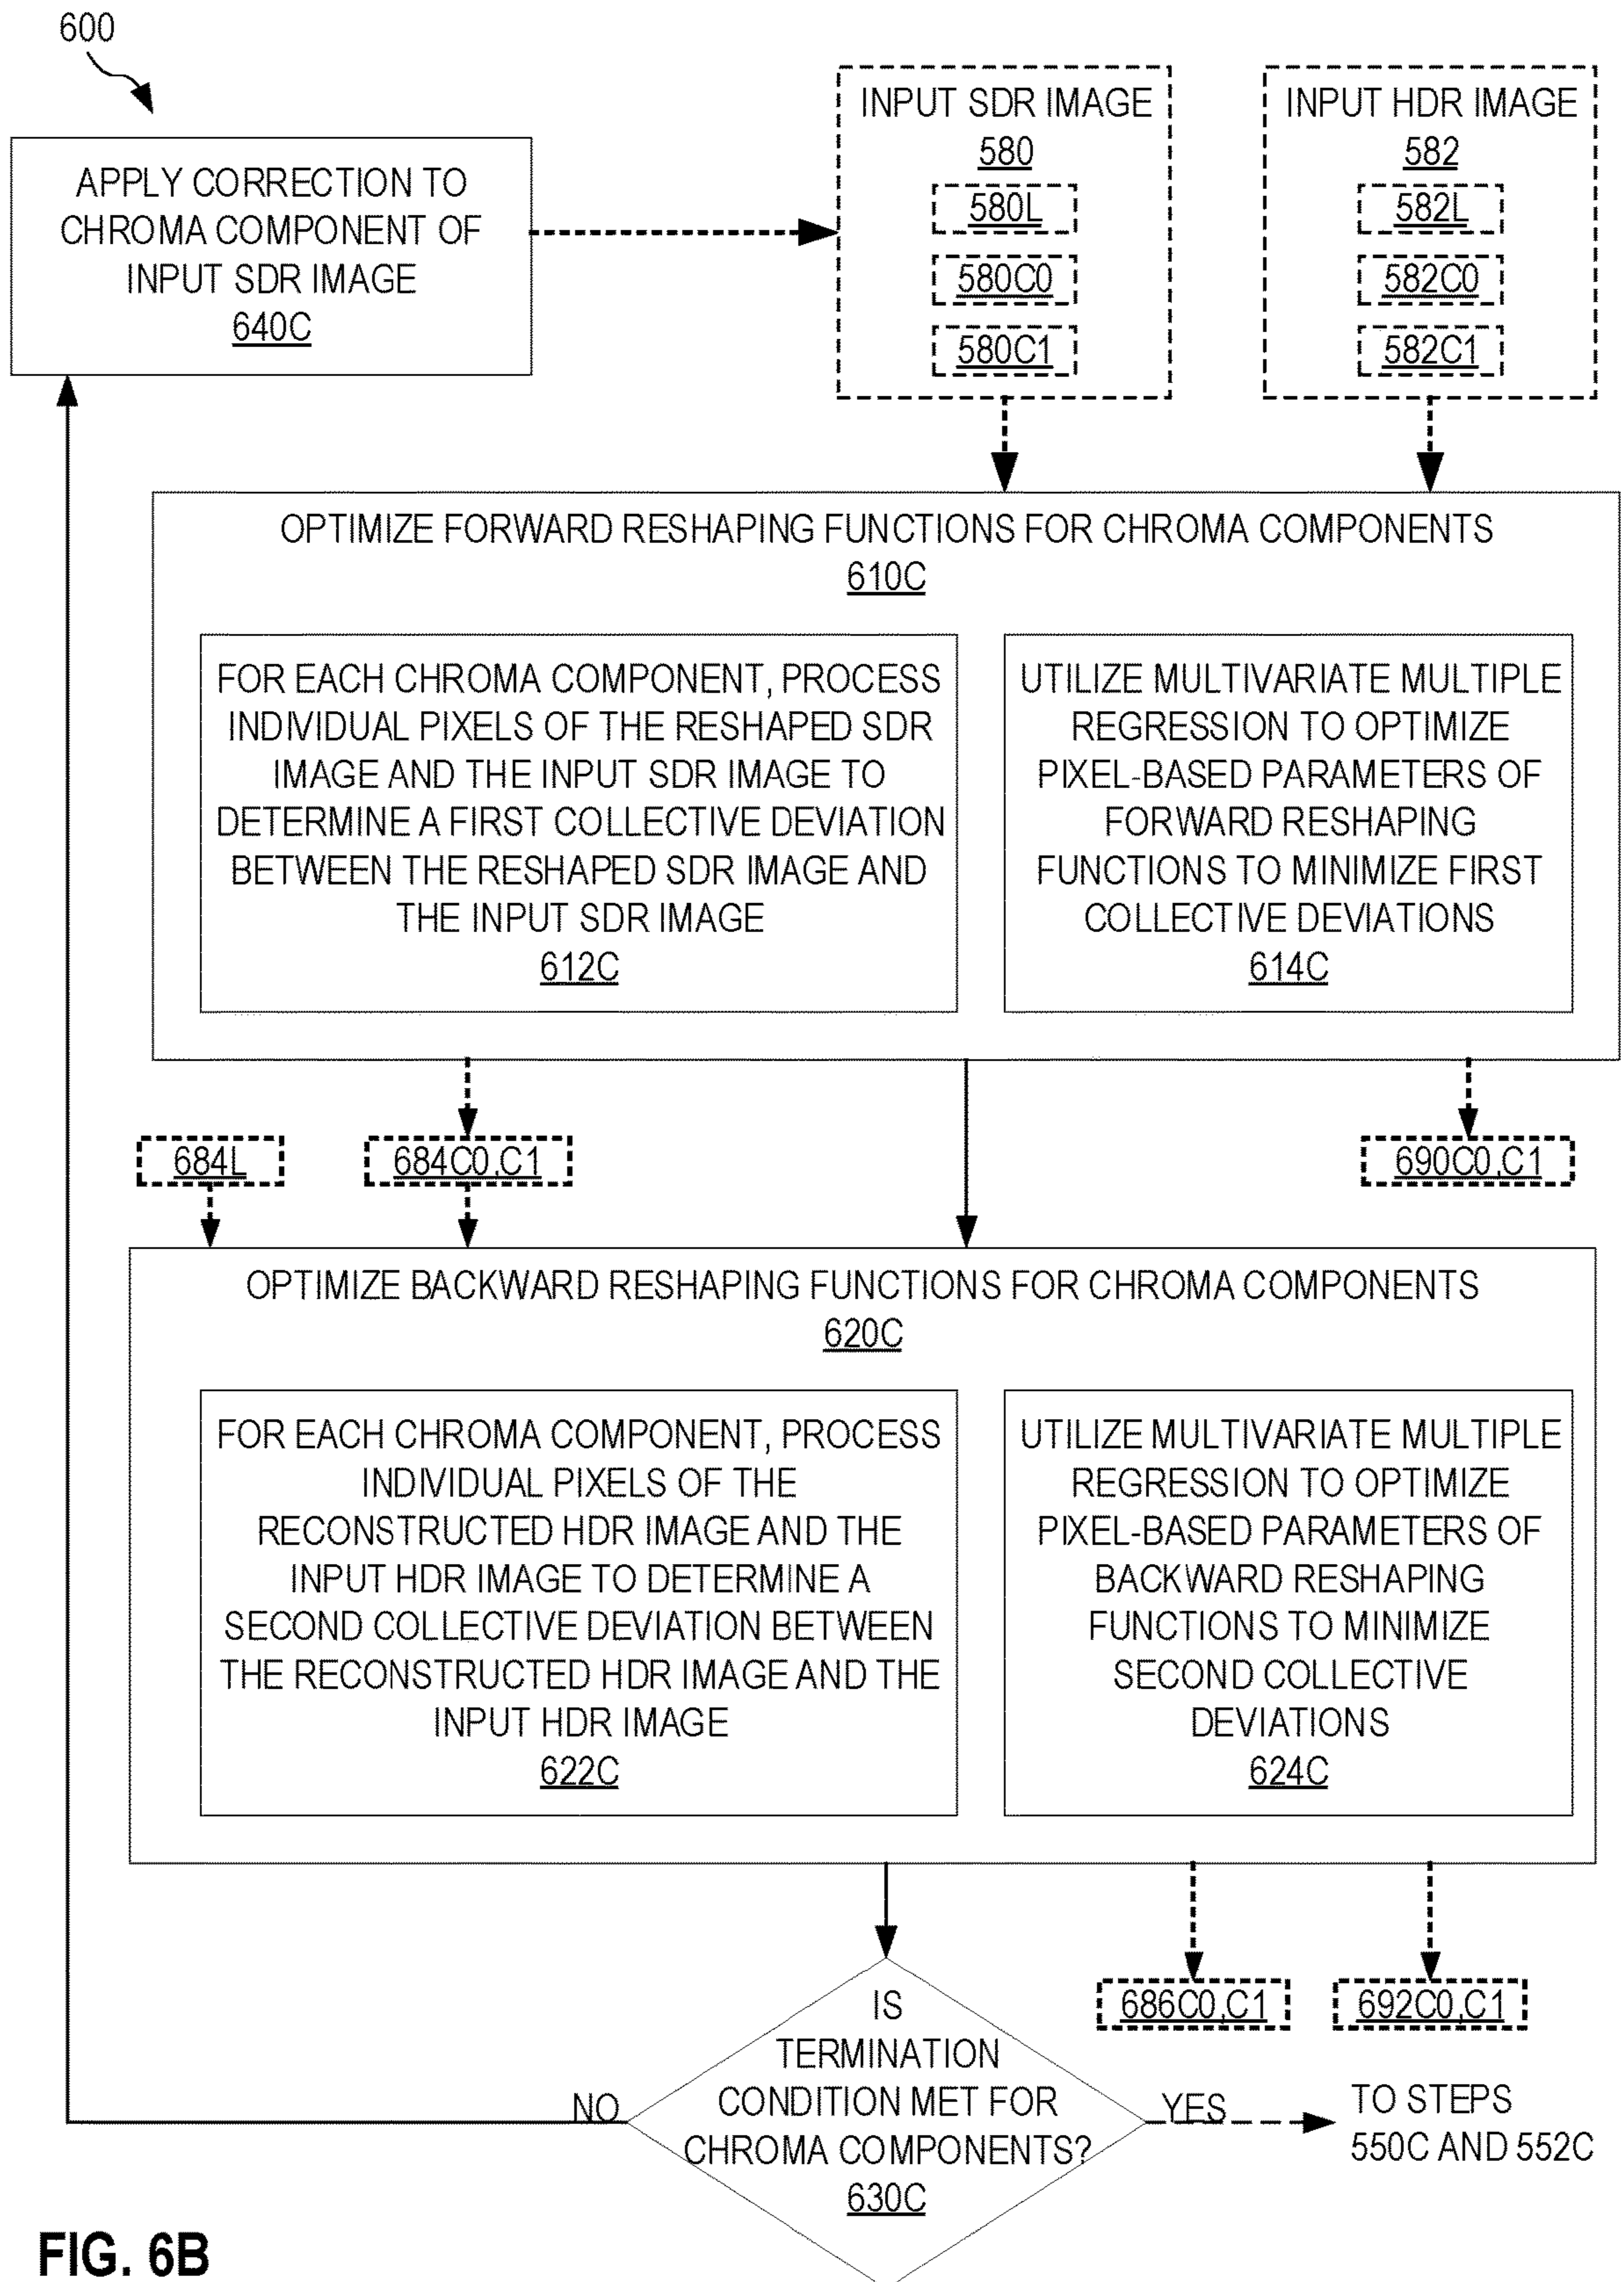 600
APPLY CORRECTION TO
CHROMA COMPONENT OF
INPUT SDR IMAGE
640C
INPUT SDR IMAGE
580
580L
580C0
580C1
INPUT HDR IMAGE
582
582L
582C0
582C1
OPTIMIZE FORWARD RESHAPING FUNCTIONS FOR CHROMA COMPONENTS
610C
FOR EACH CHROMA COMPONENT, PROCESS
INDIVIDUAL PIXELS OF THE RESHAPED SDR
IMAGE AND THE INPUT SDR IMAGE TO
DETERMINE A FIRST COLLECTIVE DEVIATION
BETWEEN THE RESHAPED SDR IMAGE AND
THE INPUT SDR IMAGE
612C
UTILIZE MULTIVARIATE MULTIPLE
REGRESSION TO OPTIMIZE
PIXEL-BASED PARAMETERS OF
FORWARD RESHAPING
FUNCTIONS TO MINIMIZE FIRST
COLLECTIVE DEVIATIONS
614C
684L
684C0,C1
690C0,C1
OPTIMIZE BACKWARD RESHAPING FUNCTIONS FOR CHROMA COMPONENTS
620C
FOR EACH CHROMA COMPONENT, PROCESS
INDIVIDUAL PIXELS OF THE
RECONSTRUCTED HDR IMAGE AND THE
INPUT HDR IMAGE TO DETERMINE A
SECOND COLLECTIVE DEVIATION BETWEEN
THE RECONSTRUCTED HDR IMAGE AND THE
INPUT HDR IMAGE
622C
UTILIZE MULTIVARIATE MULTIPLE
REGRESSION TO OPTIMIZE
PIXEL-BASED PARAMETERS OF
BACKWARD RESHAPING
FUNCTIONS TO MINIMIZE
SECOND COLLECTIVE
DEVIATIONS
624C
686C0,C1
692C0,C1
IS
TERMINATION
CONDITION MET FOR
CHROMA COMPONENTS?
630C
NO
YES
TO STEPS
550C AND 552C
FIG. 6B